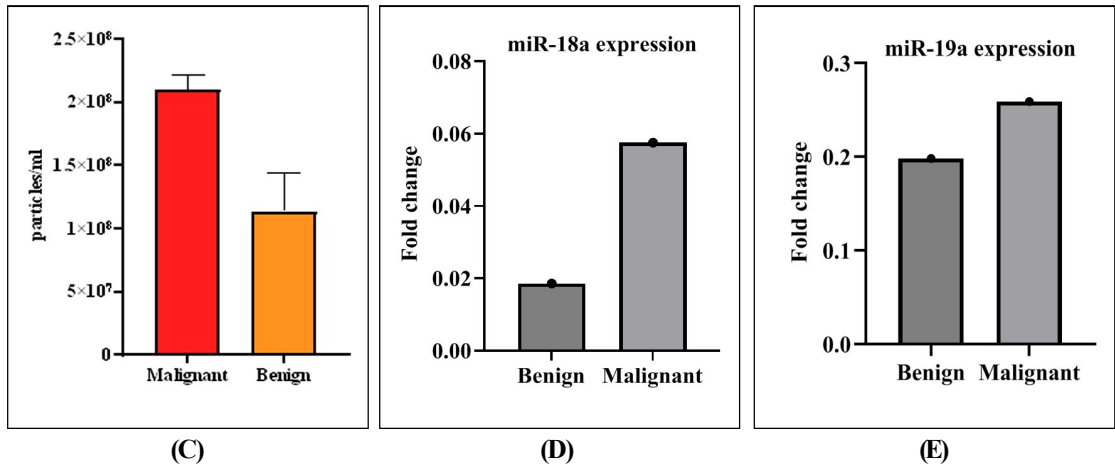 2.5×10⁸
2×10⁸
1.5×10⁸
1×10⁸
5×10⁷
0
particles/ml
Malignant Benign
(C)
miR-18a expression
0.08
0.06
0.04
0.02
0.00
Fold change
Benign Malignant
(D)
miR-19a expression
0.3
0.2
0.1
0.0
Fold change
Benign Malignant
(E)